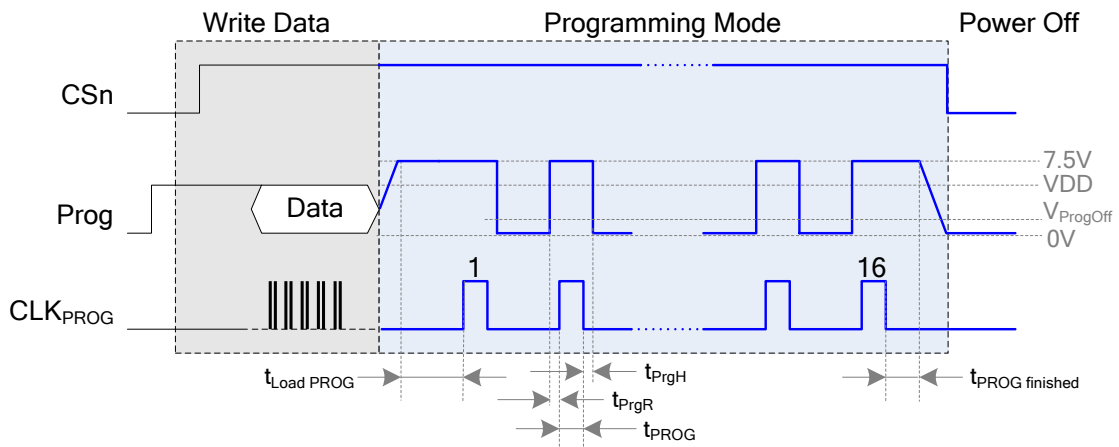 Write Data Programming Mode Power Off
CSn
7.5V
VDD
Prog Data
VProgOff
0V
1 16
CLKPROG
tLoad PROG tPrgH tPROG finished
tPrgR
tPROG